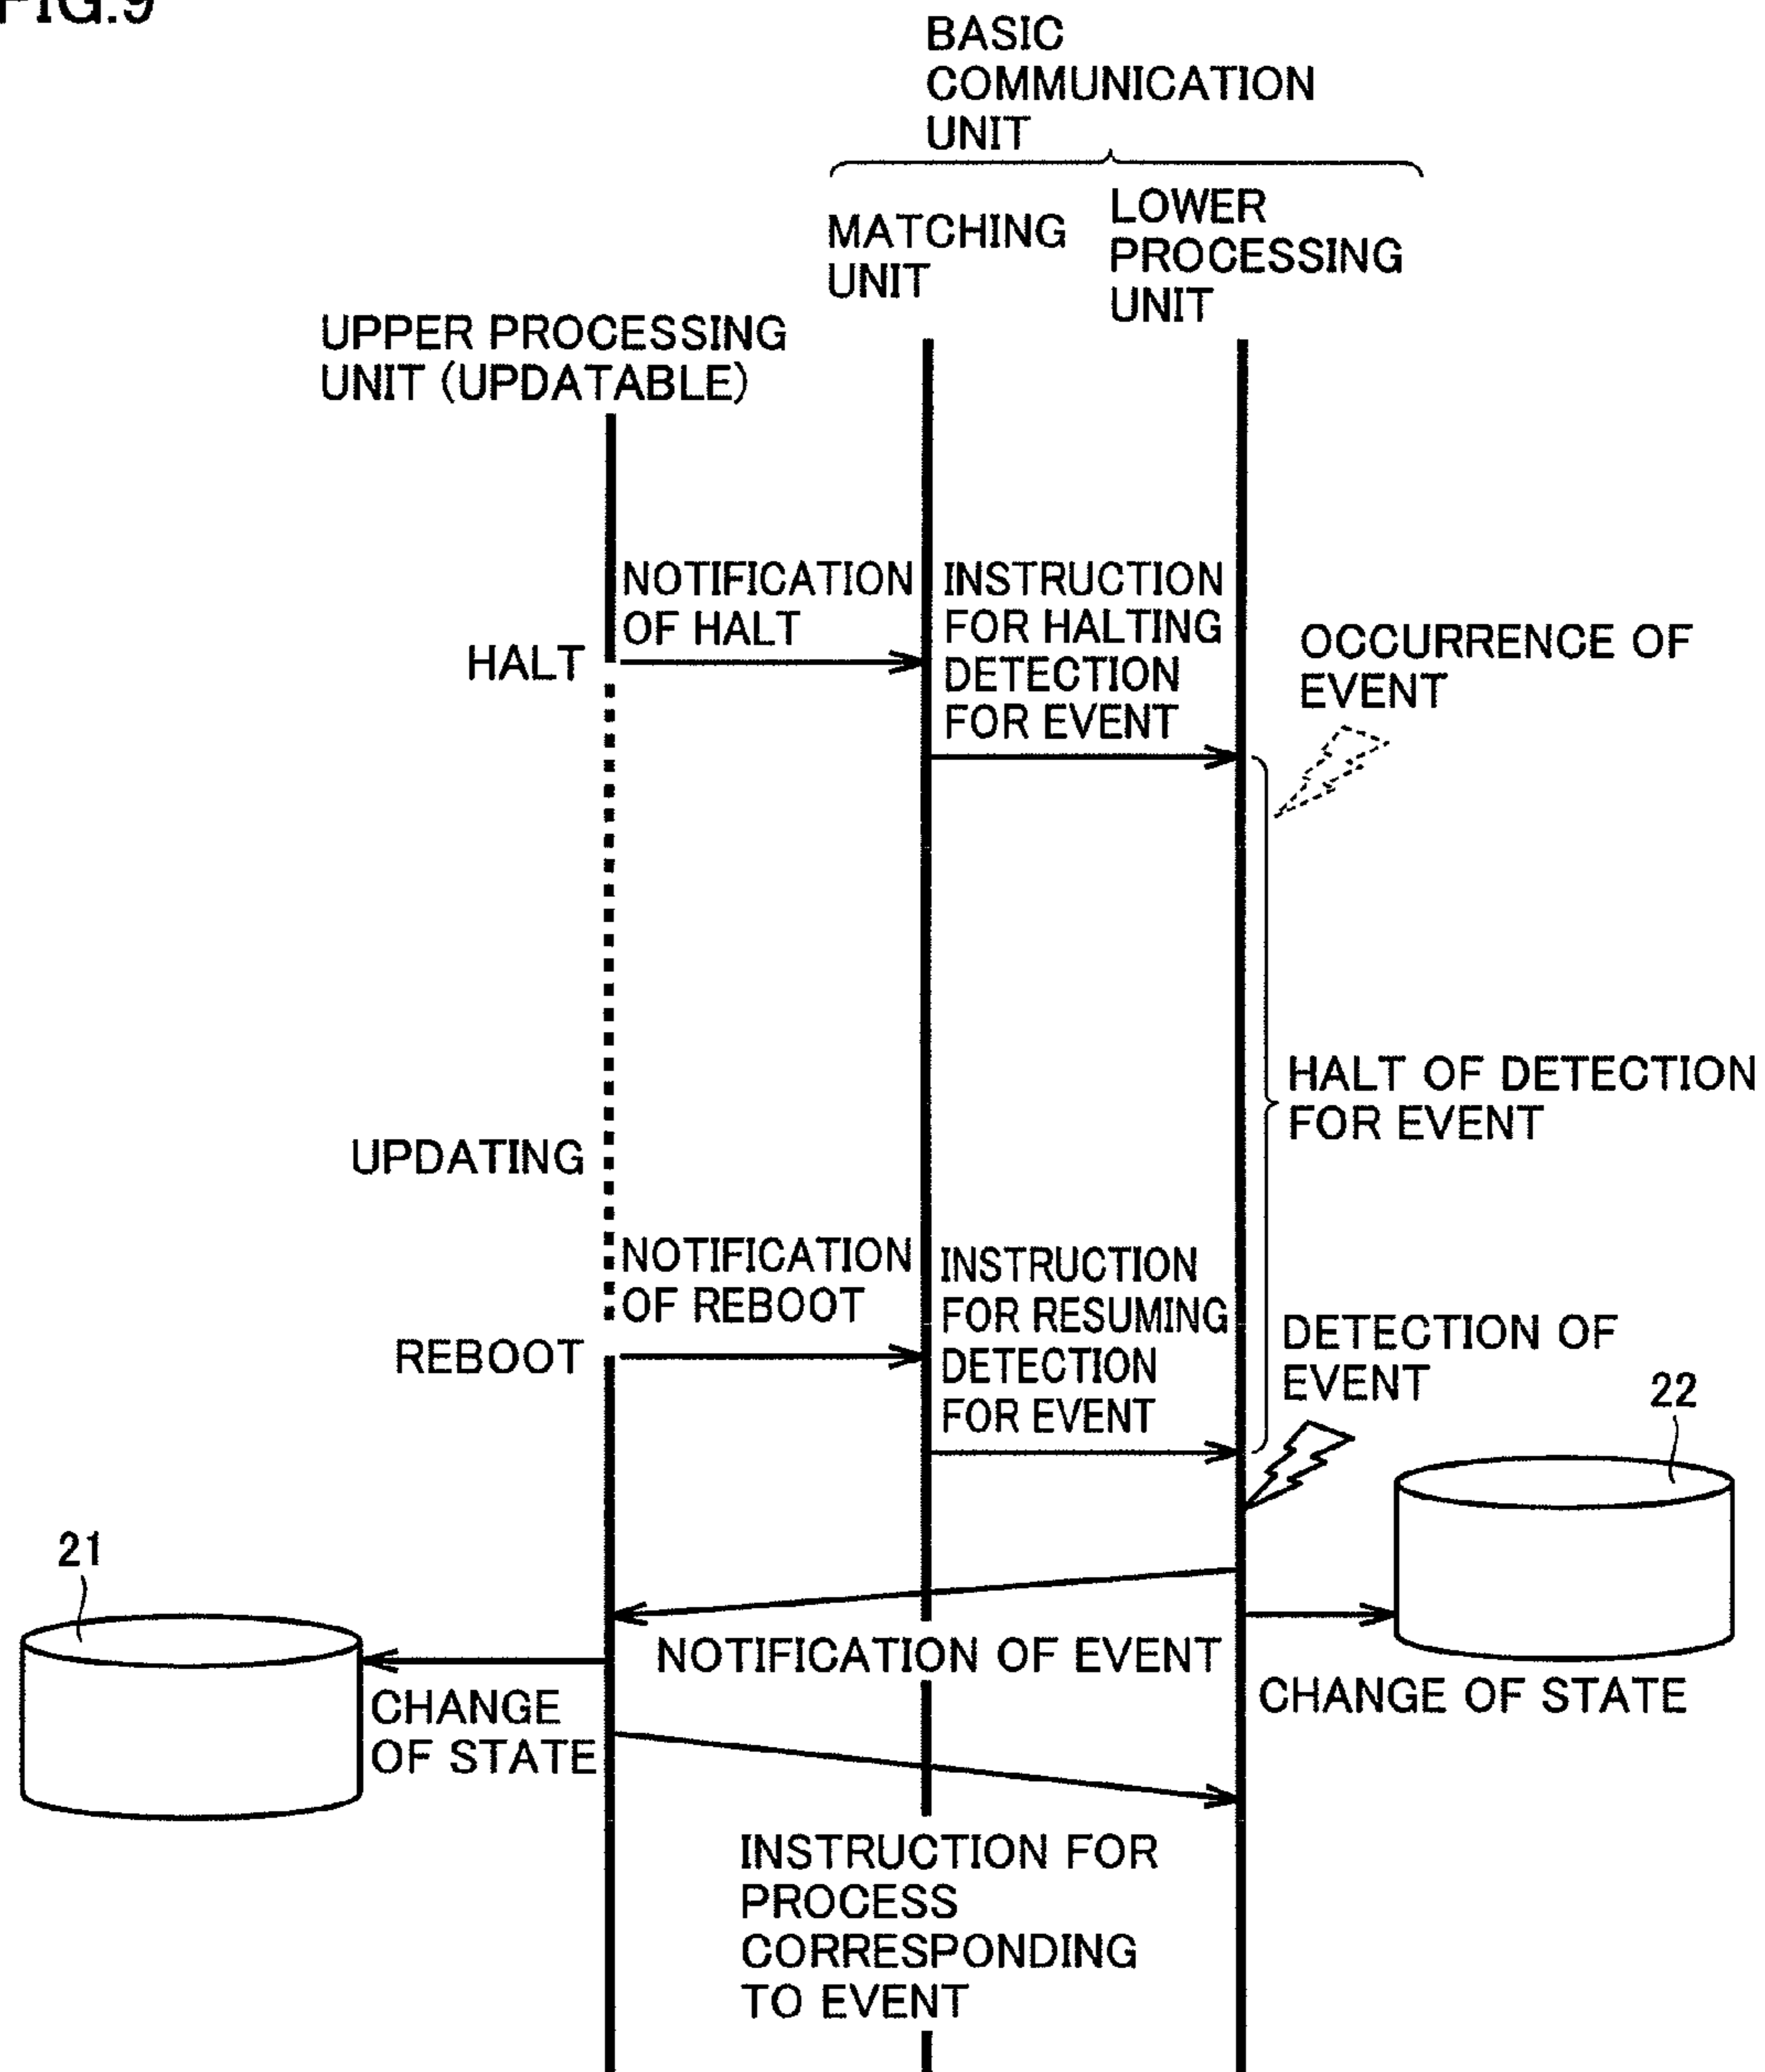 FIG.9
BASIC
COMMUNICATION
UNIT
MATCHING
UNIT
LOWER
PROCESSING
UNIT
UPPER PROCESSING
UNIT (UPDATABLE)
NOTIFICATION
OF HALT
INSTRUCTION
FOR HALTING
DETECTION
FOR EVENT
HALT
OCCURRENCE OF
EVENT
HALT OF DETECTION
FOR EVENT
UPDATING
NOTIFICATION
OF REBOOT
INSTRUCTION
FOR RESUMING
DETECTION
FOR EVENT
REBOOT
DETECTION OF
EVENT
22
21
NOTIFICATION OF EVENT
CHANGE OF STATE
CHANGE
OF STATE
INSTRUCTION FOR
PROCESS
CORRESPONDING
TO EVENT